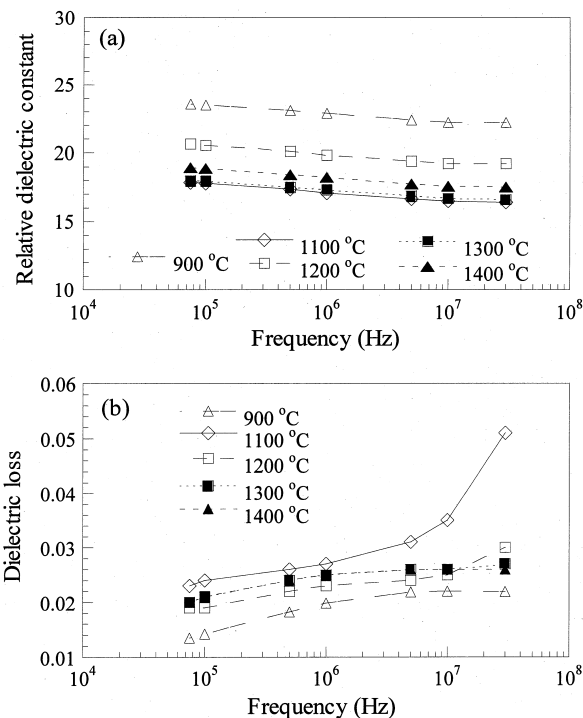 (a)
Relative dielectric constant
30
25
20
15
10
900 °C
1100 °C
1200 °C
1300 °C
1400 °C
10^4 10^5 10^6 10^7 10^8
Frequency (Hz)
(b)
Dielectric loss
0.06
0.05
0.04
0.03
0.02
0.01
900 °C
1100 °C
1200 °C
1300 °C
1400 °C
10^4 10^5 10^6 10^7 10^8
Frequency (Hz)